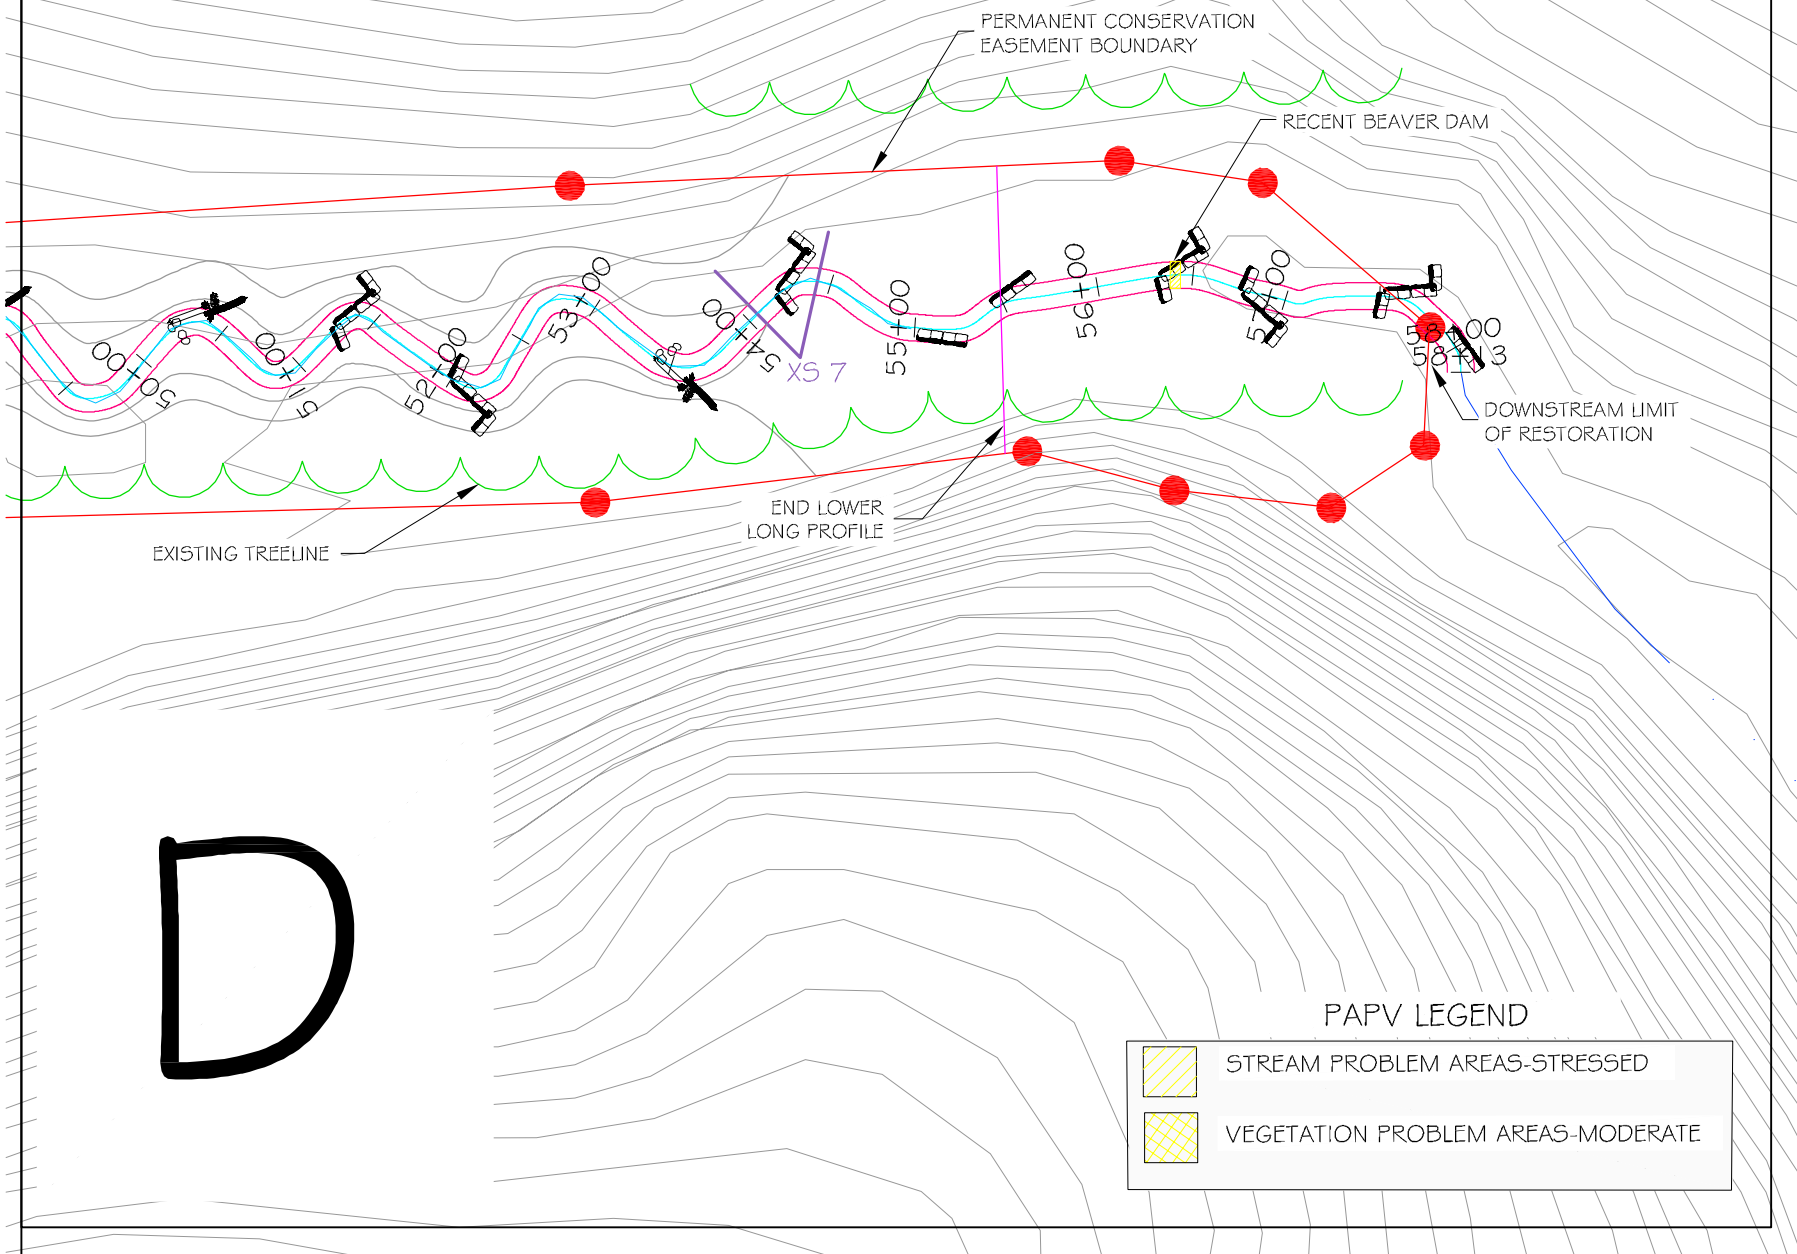 PERMANENT CONSERVATION
EASEMENT BOUNDARY
RECENT BEAVER DAM
50+00
51+00
52+00
53+00
54+00
XS 7
55+00
56+00
57+00
58+00
58+13
DOWNSTREAM LIMIT
OF RESTORATION
END LOWER
LONG PROFILE
EXISTING TREELINE
D
PAPV LEGEND
STREAM PROBLEM AREAS-STRESSED
VEGETATION PROBLEM AREAS-MODERATE